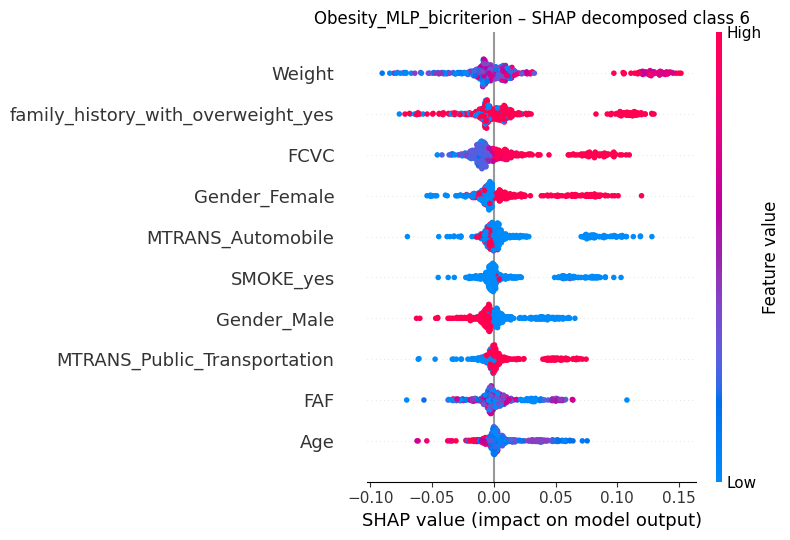 Obesity_MLP_bicriterion – SHAP decomposed class 6
High
Weight
family_history_with_overweight_yes
FCVC
Gender_Female
MTRANS_Automobile
SMOKE_yes
Gender_Male
MTRANS_Public_Transportation
FAF
Age
Feature value
Low
−0.10 −0.05 0.00 0.05 0.10 0.15
SHAP value (impact on model output)